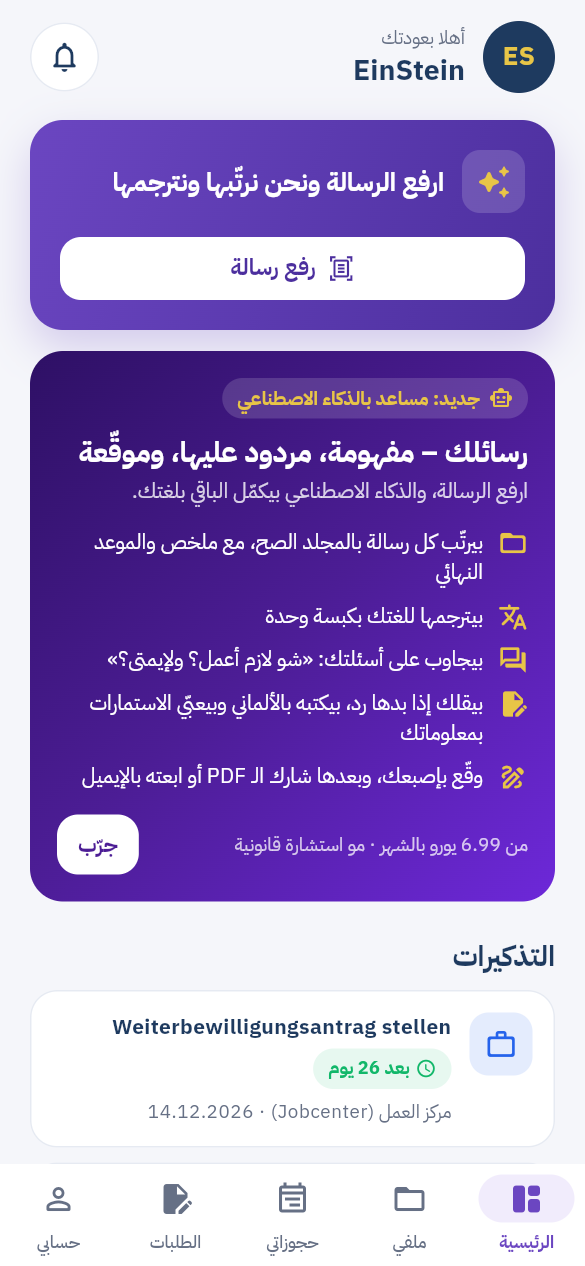 ES
أهلا بعودتك
EinStein
ارفع الرسالة ونحن نرتّبها ونترجمها
رفع رسالة
جديد: مساعد بالذكاء الاصطناعي
رسائلك – مفهومة، مردود عليها، وموقّعة
ارفع الرسالة، والذكاء الاصطناعي بيكمّل الباقي بلغتك.
بيرتّب كل رسالة بالمجلد الصح، مع ملخص والموعد
النهائي
بيترجمها للغتك بكبسة وحدة
بيجاوب على أسئلتك: «شو لازم أعمل؟ ولإيمتى؟»
بيقلك إذا بدها رد، بيكتبه بالألماني وبيعبّي الاستمارات
بمعلوماتك
وقّع بإصبعك، وبعدها شارك الـ PDF أو ابعته بالإيميل
من 6.99 يورو بالشهر · مو استشارة قانونية
جرّب
التذكيرات
Weiterbewilligungsantrag stellen
بعد 26 يوم
مركز العمل (Jobcenter) · 14.12.2026
الرئيسية
ملفي
حجوزاتي
الطلبات
حسابي